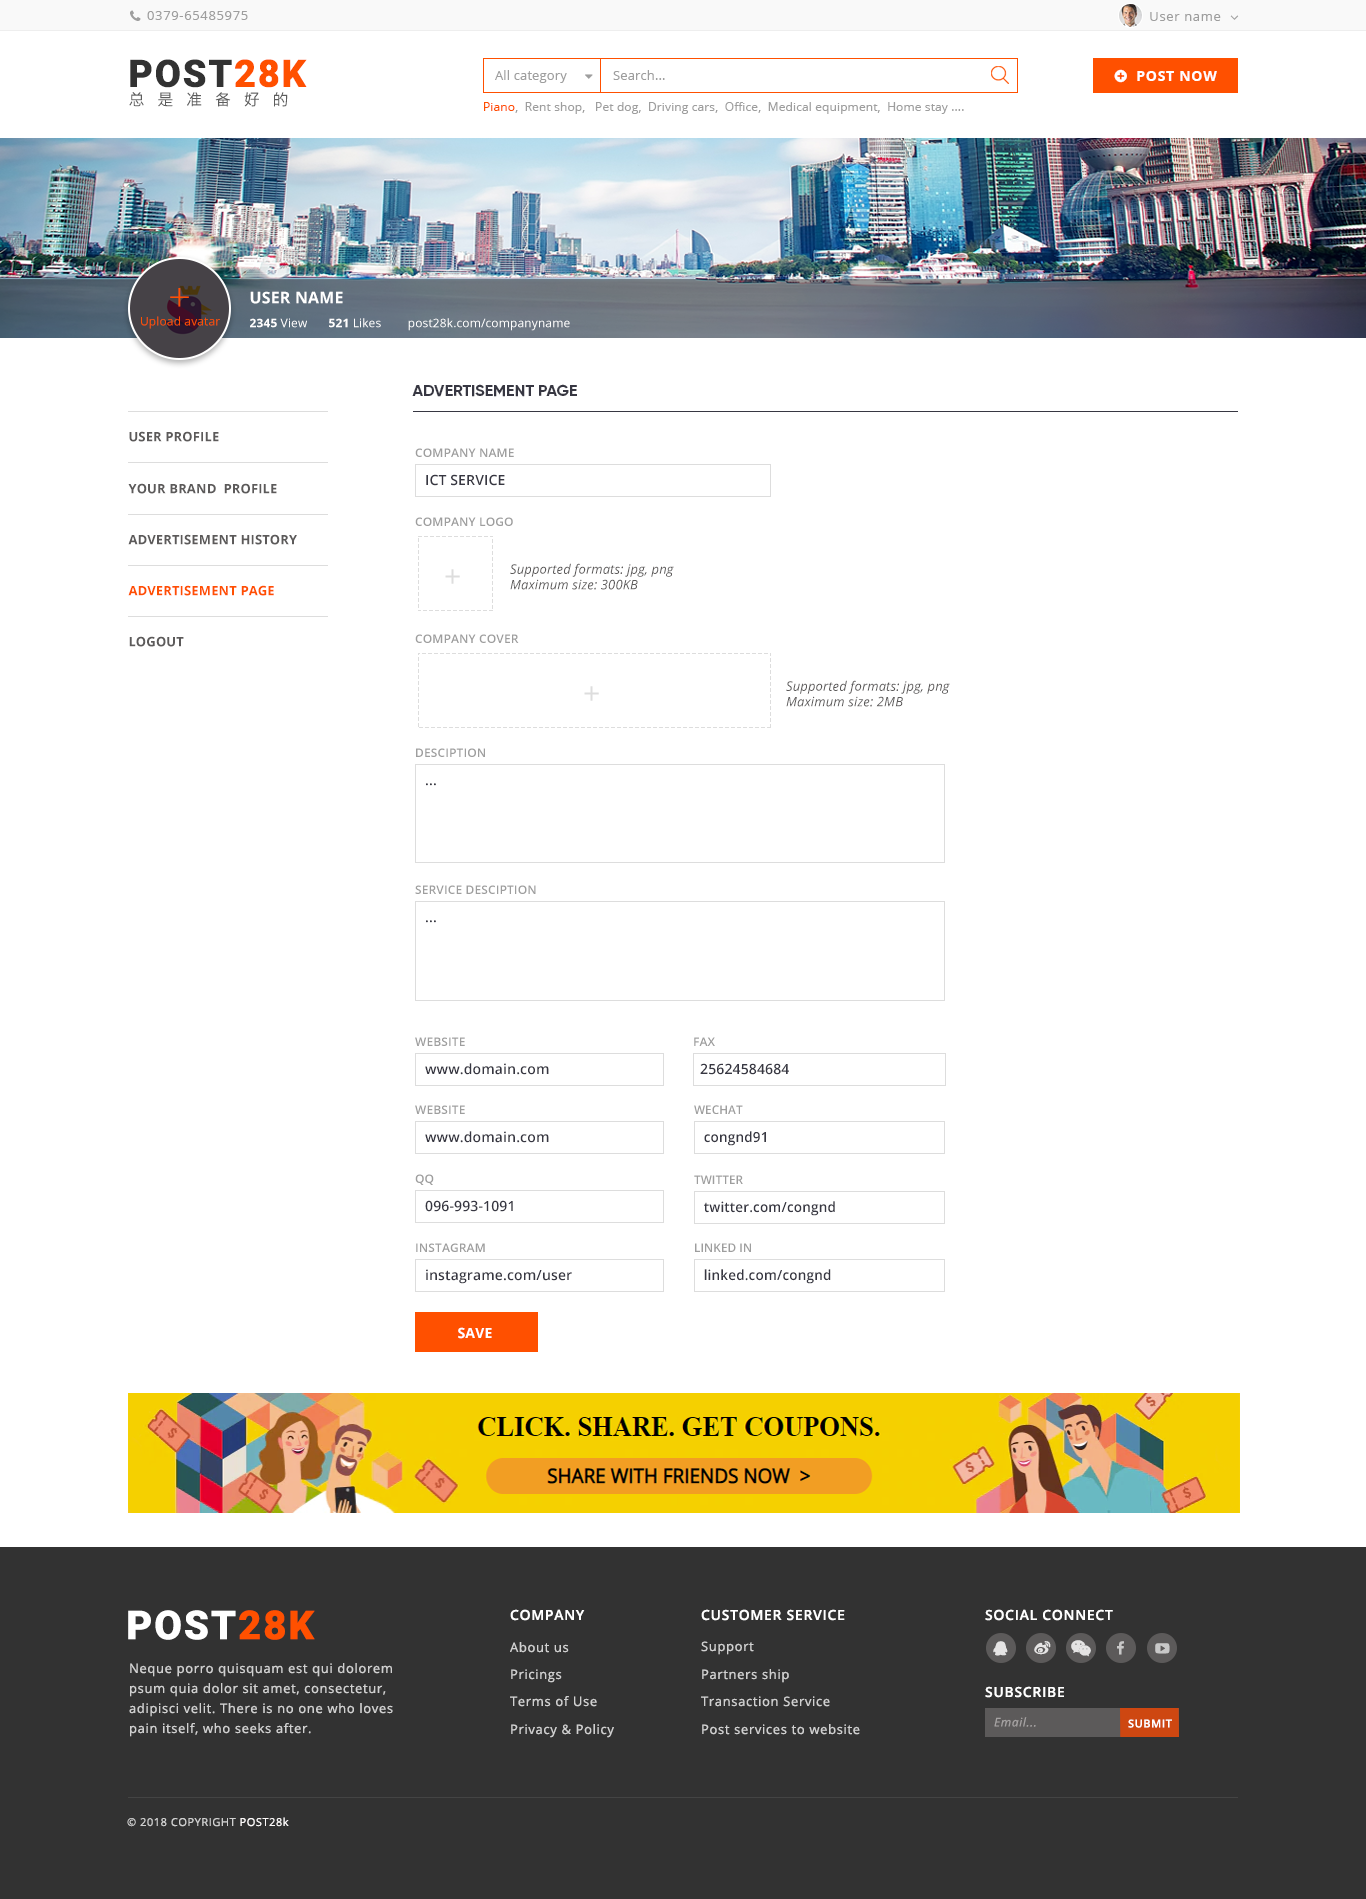 0379-65485975
User name
POST28K
总是准备好的
All category
Search...
POST NOW
Piano, Rent shop, Pet dog, Driving cars, Office, Medical equipment, Home stay ....
Upload avatar
USER NAME
2345 View 521 Likes post28k.com/companyname
USER PROFILE
YOUR BRAND PROFILE
ADVERTISEMENT HISTORY
ADVERTISEMENT PAGE
LOGOUT
ADVERTISEMENT PAGE
COMPANY NAME
ICT SERVICE
COMPANY LOGO
Supported formats: jpg, png
Maximum size: 300KB
COMPANY COVER
Supported formats: jpg, png
Maximum size: 2MB
DESCIPTION
...
SERVICE DESCIPTION
...
WEBSITE
www.domain.com
FAX
25624584684
WEBSITE
www.domain.com
WECHAT
congnd91
QQ
096-993-1091
TWITTER
twitter.com/congnd
INSTAGRAM
instagrame.com/user
LINKED IN
linked.com/congnd
SAVE
CLICK. SHARE. GET COUPONS.
SHARE WITH FRIENDS NOW >
POST28K
Neque porro quisquam est qui dolorem
psum quia dolor sit amet, consectetur,
adipisci velit. There is no one who loves
pain itself, who seeks after.
COMPANY
About us
Pricings
Terms of Use
Privacy & Policy
CUSTOMER SERVICE
Support
Partners ship
Transaction Service
Post services to website
SOCIAL CONNECT
SUBSCRIBE
Email...
SUBMIT
© 2018 COPYRIGHT POST28k